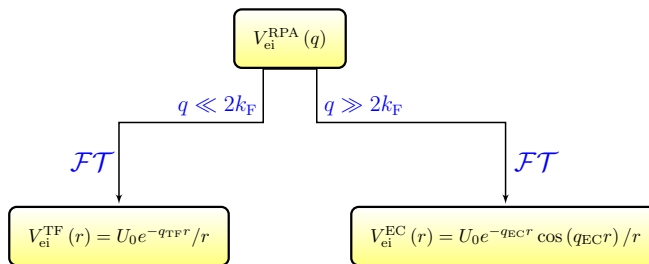 V_ei^RPA (q)
q ≪ 2k_F q ≫ 2k_F
ℱ𝒯 ℱ𝒯
V_ei^TF (r) = U_0 e^{-q_TF r}/r V_ei^EC (r) = U_0 e^{-q_EC r} cos (q_EC r) /r